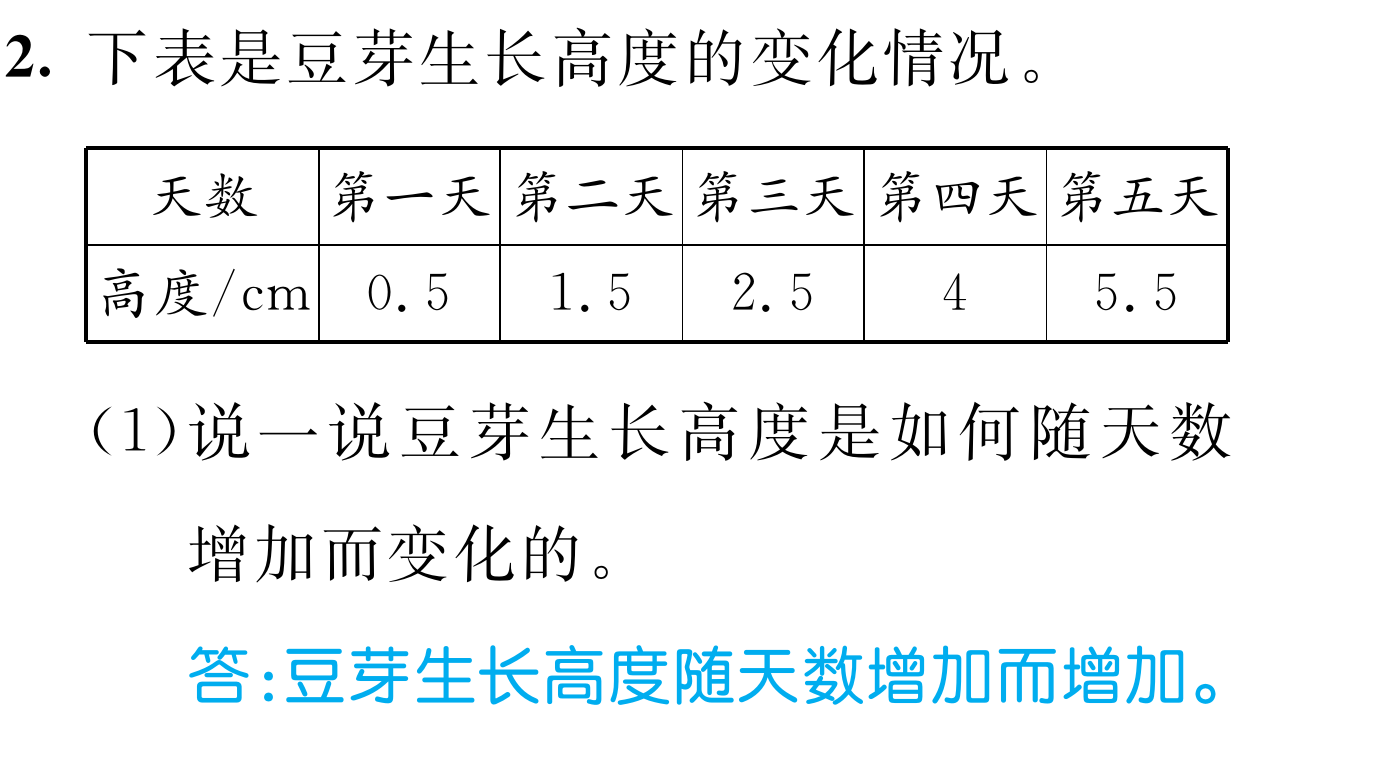 2. 下表是豆芽生长高度的变化情况。
天数 第一天 第二天 第三天 第四天 第五天
高度/cm 0.5 1.5 2.5 4 5.5
(1)说一说豆芽生长高度是如何随天数
增加而变化的。
答:豆芽生长高度随天数增加而增加。